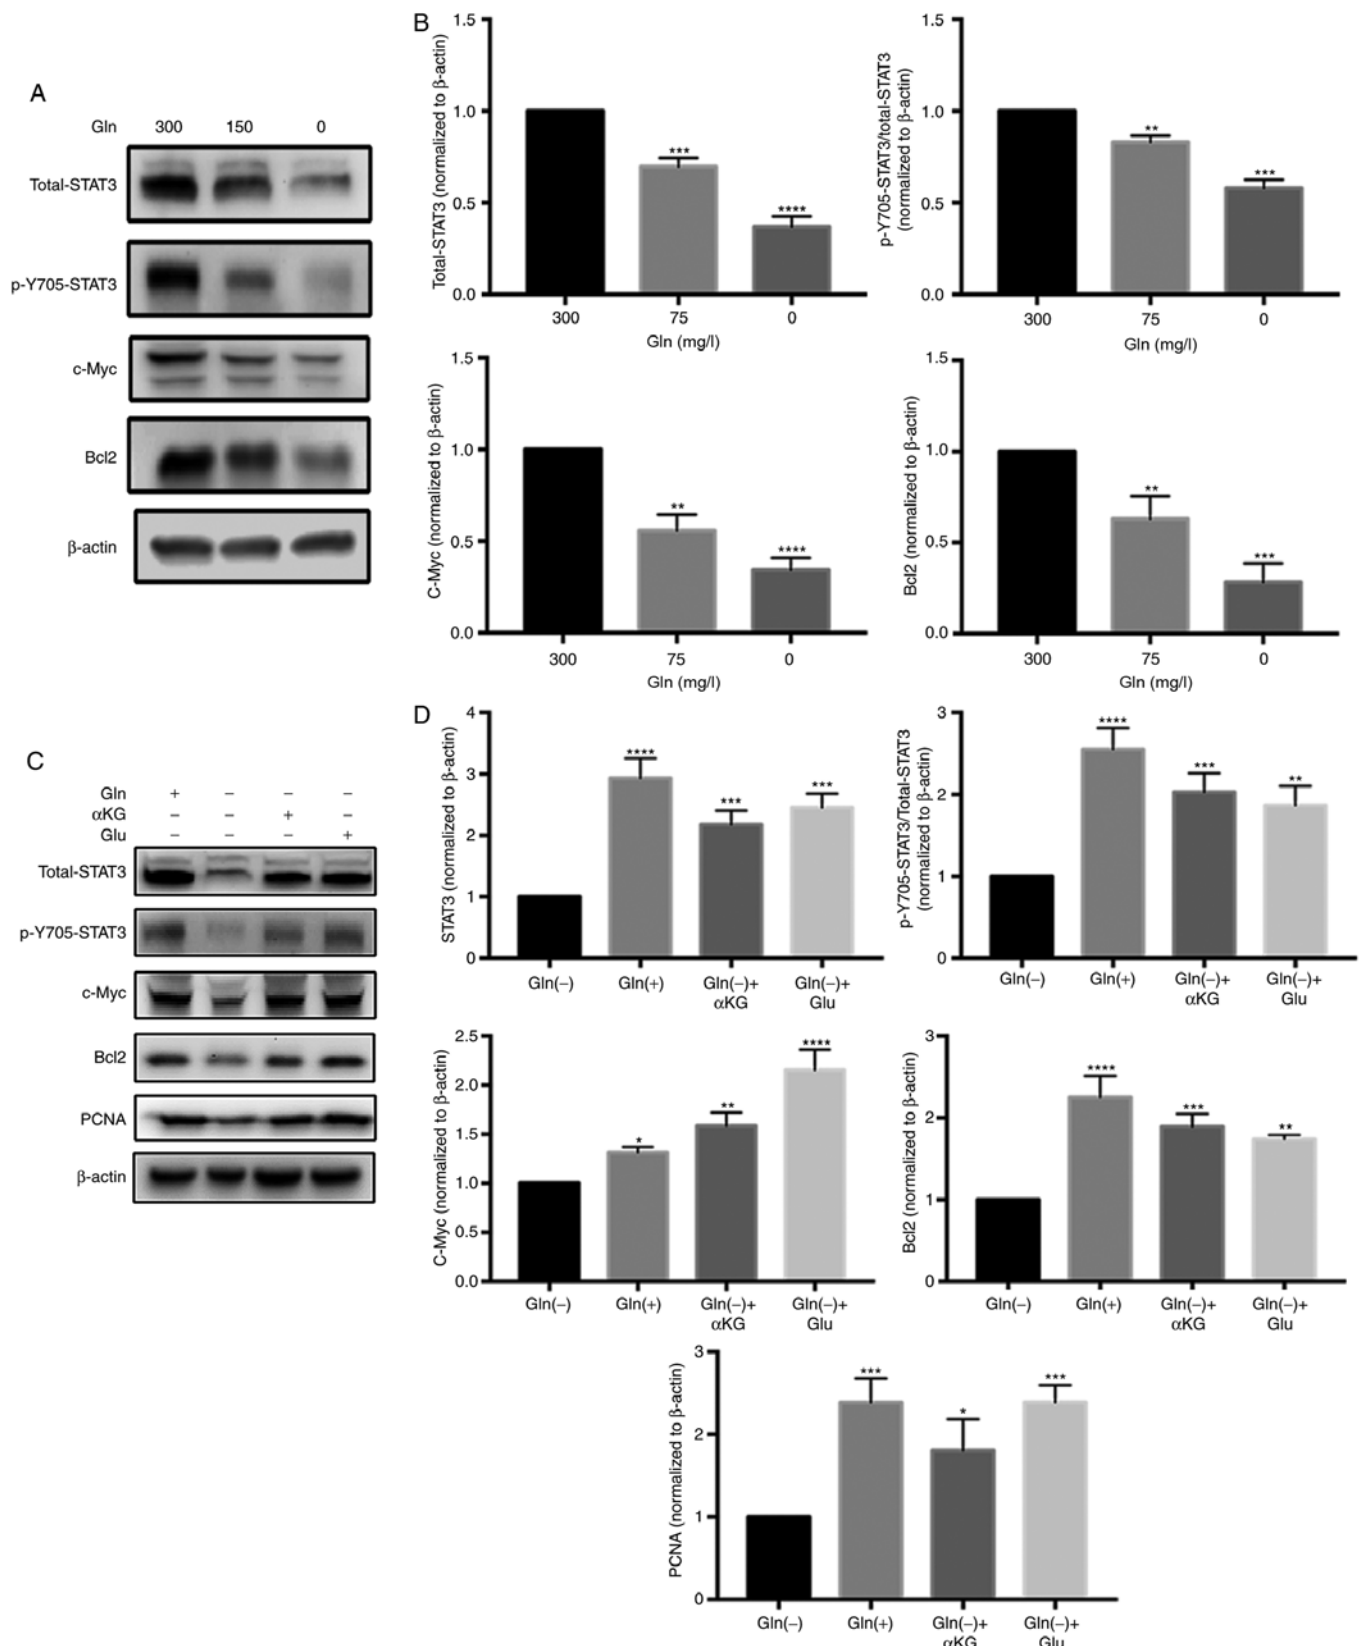 A
Gln 300 150 0
Total-STAT3
p-Y705-STAT3
c-Myc
Bcl2
β-actin
B
Total-STAT3 (normalized to β-actin)
1.5
1.0
0.5
0.0
***
****
300 75 0
Gln (mg/l)
p-Y705-STAT3/total-STAT3
(normalized to β-actin)
1.5
1.0
0.5
0.0
**
***
300 75 0
Gln (mg/l)
C-Myc (normalized to β-actin)
1.5
1.0
0.5
0.0
**
****
300 75 0
Gln (mg/l)
Bcl2 (normalized to β-actin)
1.5
1.0
0.5
0.0
**
***
300 75 0
Gln (mg/l)
C
Gln + – – –
αKG – – + –
Glu – – – +
Total-STAT3
p-Y705-STAT3
c-Myc
Bcl2
PCNA
β-actin
D
STAT3 (normalized to β-actin)
4
3
2
1
0
****
***
***
Gln(–) Gln(+) Gln(–)+ Gln(–)+
αKG Glu
p-Y705-STAT3/Total-STAT3
(normalized to β-actin)
3
2
1
0
****
***
**
Gln(–) Gln(+) Gln(–)+ Gln(–)+
αKG Glu
C-Myc (normalized to β-actin)
2.5
2.0
1.5
1.0
0.5
0.0
*
**
****
Gln(–) Gln(+) Gln(–)+ Gln(–)+
αKG Glu
Bcl2 (normalized to β-actin)
3
2
1
0
****
***
**
Gln(–) Gln(+) Gln(–)+ Gln(–)+
αKG Glu
PCNA (normalized to β-actin)
3
2
1
0
***
*
***
Gln(–) Gln(+) Gln(–)+ Gln(–)+
αKG Glu